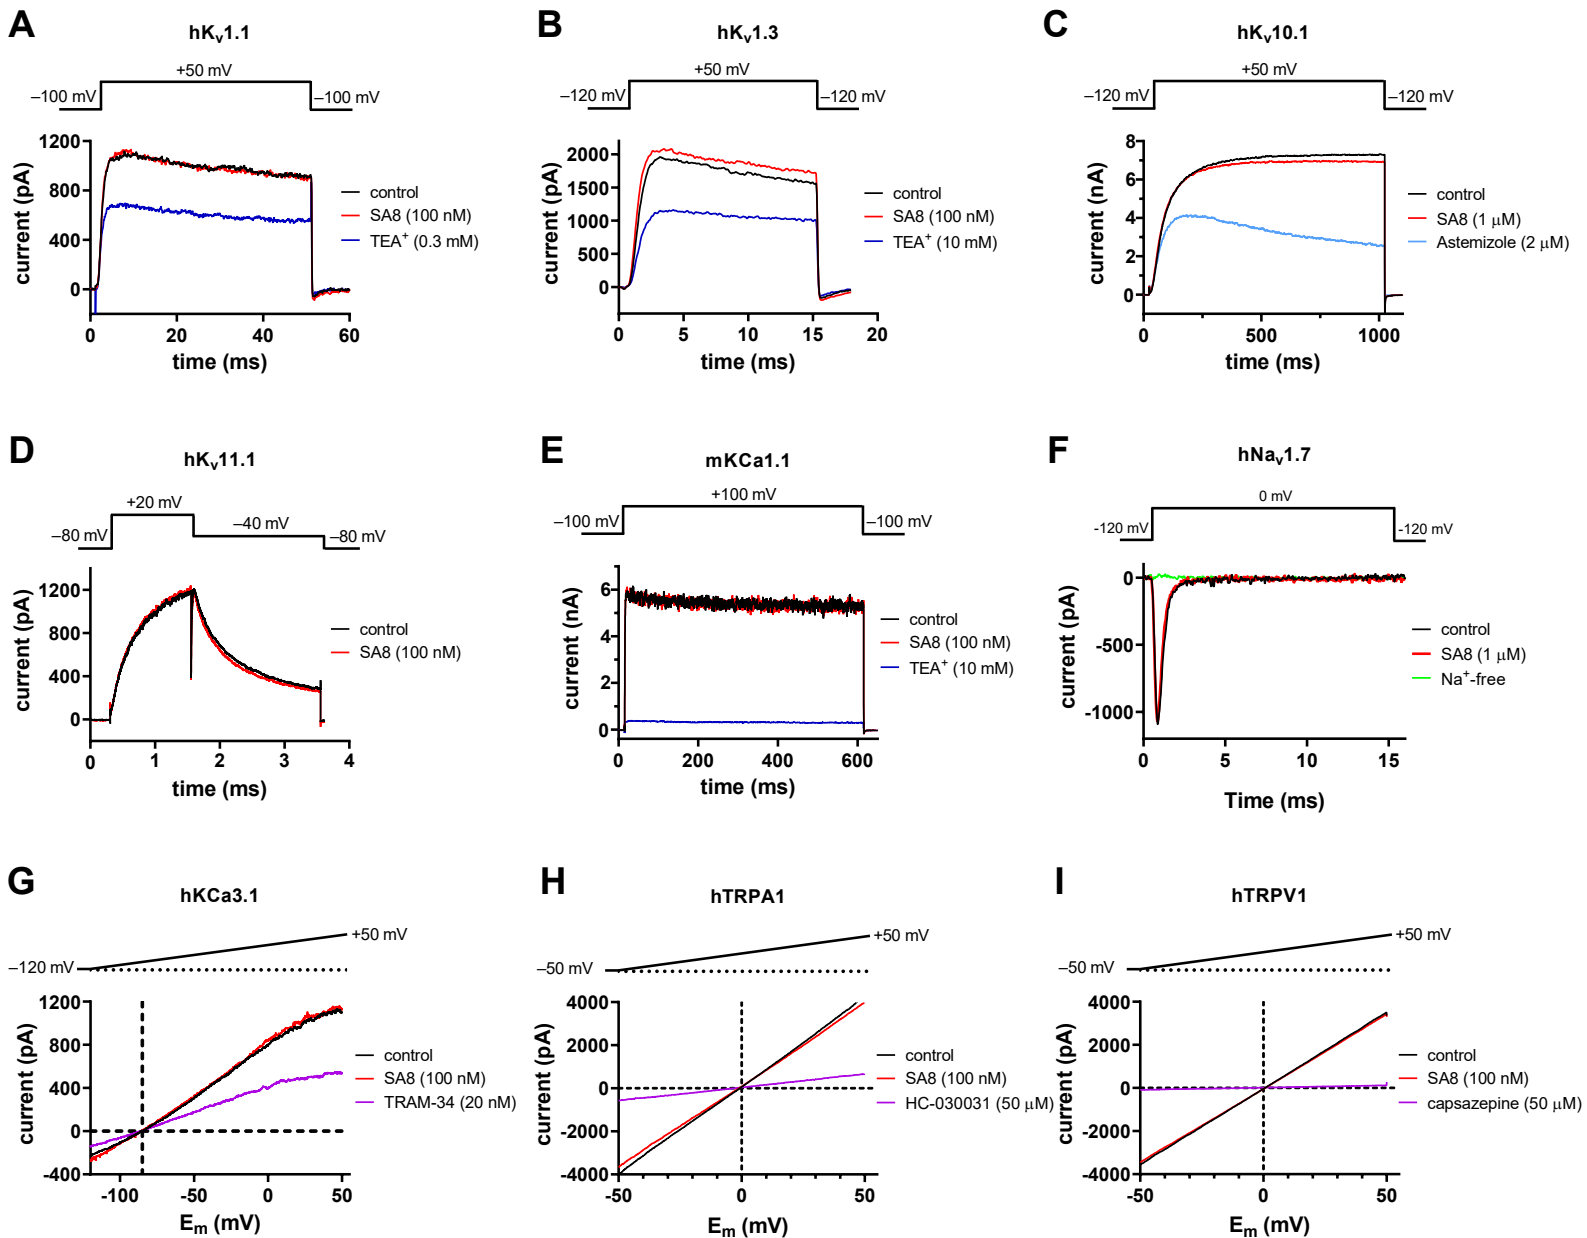 A
hKv1.1
+50 mV
–100 mV
–100 mV
current (pA)
1200
800
400
0
0 20 40 60
time (ms)
control
SA8 (100 nM)
TEA+ (0.3 mM)
B
hKv1.3
+50 mV
–120 mV
–120 mV
current (pA)
2000
1500
1000
500
0
0 5 10 15 20
time (ms)
control
SA8 (100 nM)
TEA+ (10 mM)
C
hKv10.1
+50 mV
–120 mV
–120 mV
current (nA)
8
6
4
2
0
0 500 1000
time (ms)
control
SA8 (1 μM)
Astemizole (2 μM)
D
hKv11.1
+20 mV
–40 mV
–80 mV
–80 mV
current (pA)
1200
800
400
0
0 1 2 3 4
time (ms)
control
SA8 (100 nM)
E
mKCa1.1
+100 mV
–100 mV
–100 mV
current (nA)
6
4
2
0
0 200 400 600
time (ms)
control
SA8 (100 nM)
TEA+ (10 mM)
F
hNav1.7
0 mV
-120 mV
-120 mV
current (pA)
0
-500
-1000
0 5 10 15
Time (ms)
control
SA8 (1 μM)
Na+-free
G
hKCa3.1
+50 mV
–120 mV
current (pA)
1200
800
400
0
-400
-100 -50 0 50
Em (mV)
control
SA8 (100 nM)
TRAM-34 (20 nM)
H
hTRPA1
+50 mV
–50 mV
current (pA)
4000
2000
0
-2000
-4000
-50 0 50
Em (mV)
control
SA8 (100 nM)
HC-030031 (50 μM)
I
hTRPV1
+50 mV
–50 mV
current (pA)
4000
2000
0
-2000
-4000
-50 0 50
Em (mV)
control
SA8 (100 nM)
capsazepine (50 μM)